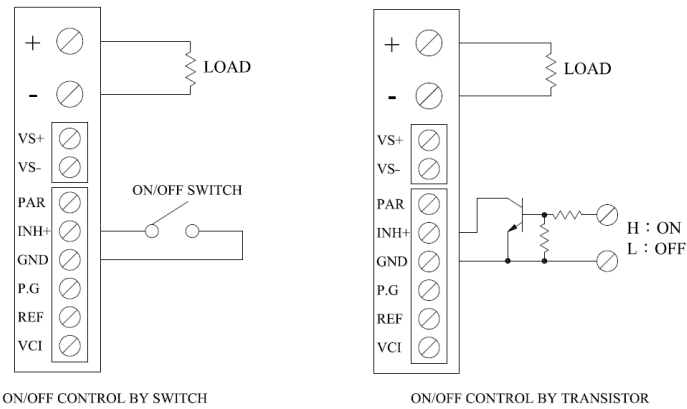 +
-
LOAD
VS+
VS-
ON/OFF SWITCH
PAR
INH+
GND
P.G
REF
VCI
ON/OFF CONTROL BY SWITCH
+
-
LOAD
VS+
VS-
PAR
INH+
GND
P.G
REF
VCI
H : ON
L : OFF
ON/OFF CONTROL BY TRANSISTOR